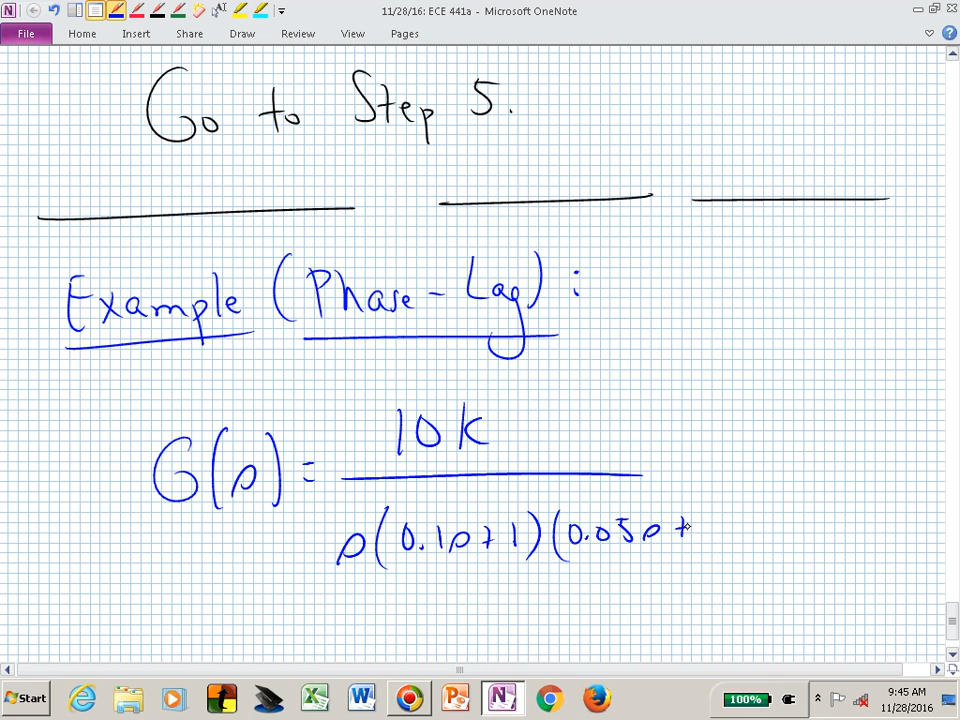 11/28/16: ECE 441a - Microsoft OneNote
File Home Insert Share Draw Review View Pages
Go to Step 5.
Example (Phase-Lag):
G(s) = 10K
s(0.1s+1)(0.05s+
Start
100%
9:45 AM
11/28/2016